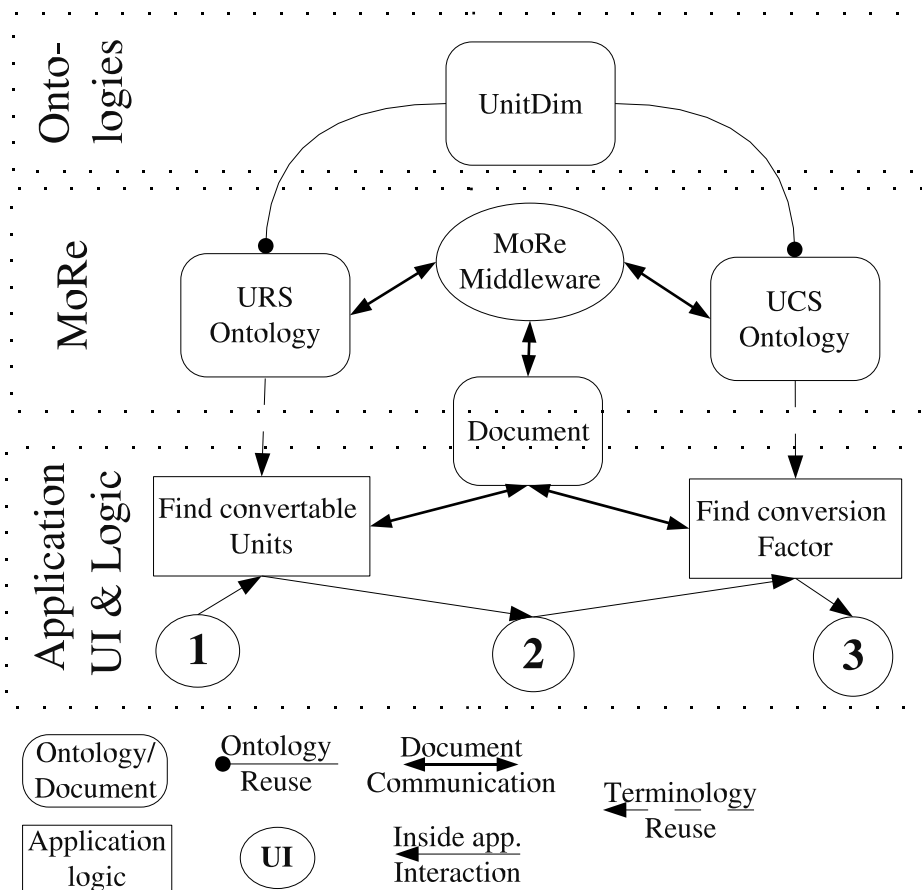 Onto-
logies
UnitDim
MoRe
MoRe
Middleware
URS
Ontology
UCS
Ontology
Document
Application
UI & Logic
Find convertable
Units
Find conversion
Factor
1
2
3
Ontology/
Document
Ontology
Reuse
Document
Communication
Terminology
Reuse
Application
logic
UI
Inside app.
Interaction